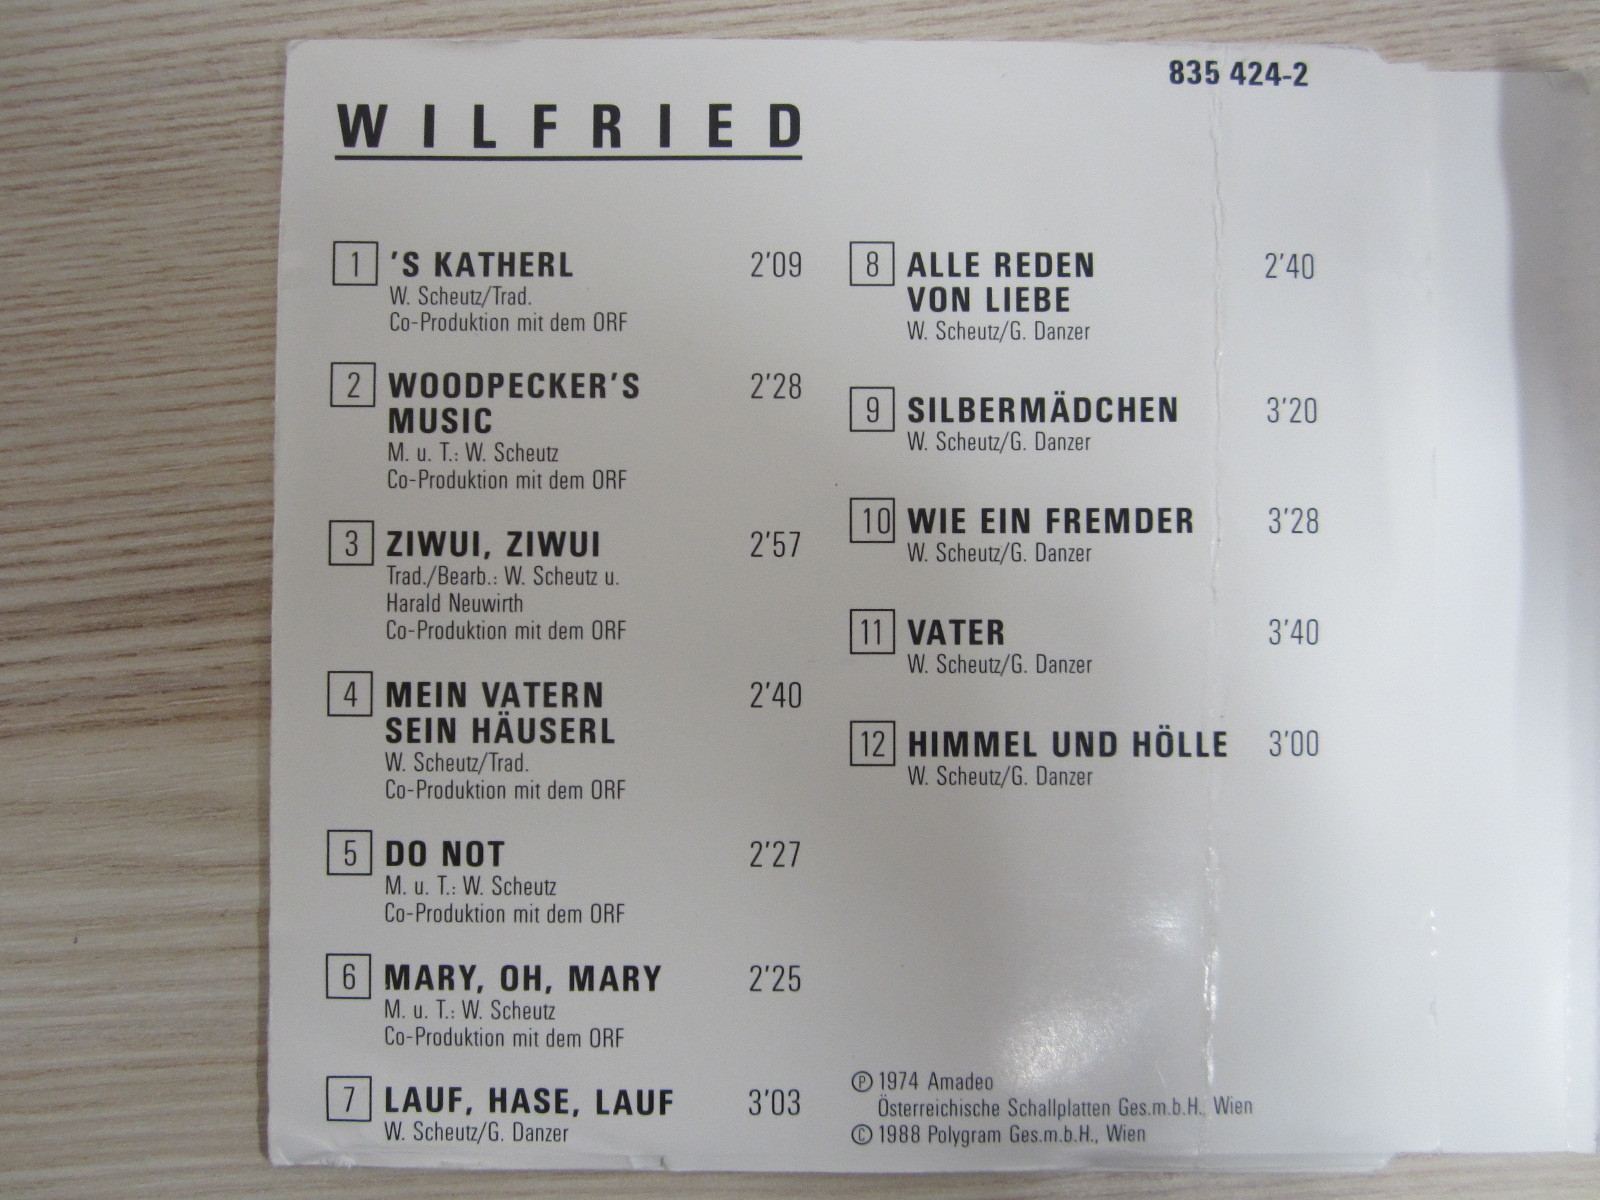 835 424-2
WILFRIED
1 'S KATHERL 2'09
W. Scheutz/Trad.
Co-Produktion mit dem ORF
2 WOODPECKER'S 2'28
MUSIC
M. u. T.: W. Scheutz
Co-Produktion mit dem ORF
3 ZIWUI, ZIWUI 2'57
Trad./Bearb.: W. Scheutz u.
Harald Neuwirth
Co-Produktion mit dem ORF
4 MEIN VATERN 2'40
SEIN HÄUSERL
W. Scheutz/Trad.
Co-Produktion mit dem ORF
5 DO NOT 2'27
M. u. T.: W. Scheutz
Co-Produktion mit dem ORF
6 MARY, OH, MARY 2'25
M. u. T.: W. Scheutz
Co-Produktion mit dem ORF
7 LAUF, HASE, LAUF 3'03
W. Scheutz/G. Danzer
8 ALLE REDEN 2'40
VON LIEBE
W. Scheutz/G. Danzer
9 SILBERMÄDCHEN 3'20
W. Scheutz/G. Danzer
10 WIE EIN FREMDER 3'28
W. Scheutz/G. Danzer
11 VATER 3'40
W. Scheutz/G. Danzer
12 HIMMEL UND HÖLLE 3'00
W. Scheutz/G. Danzer
℗ 1974 Amadeo
Österreichische Schallplatten Ges.m.b.H., Wien
© 1988 Polygram Ges.m.b.H., Wien